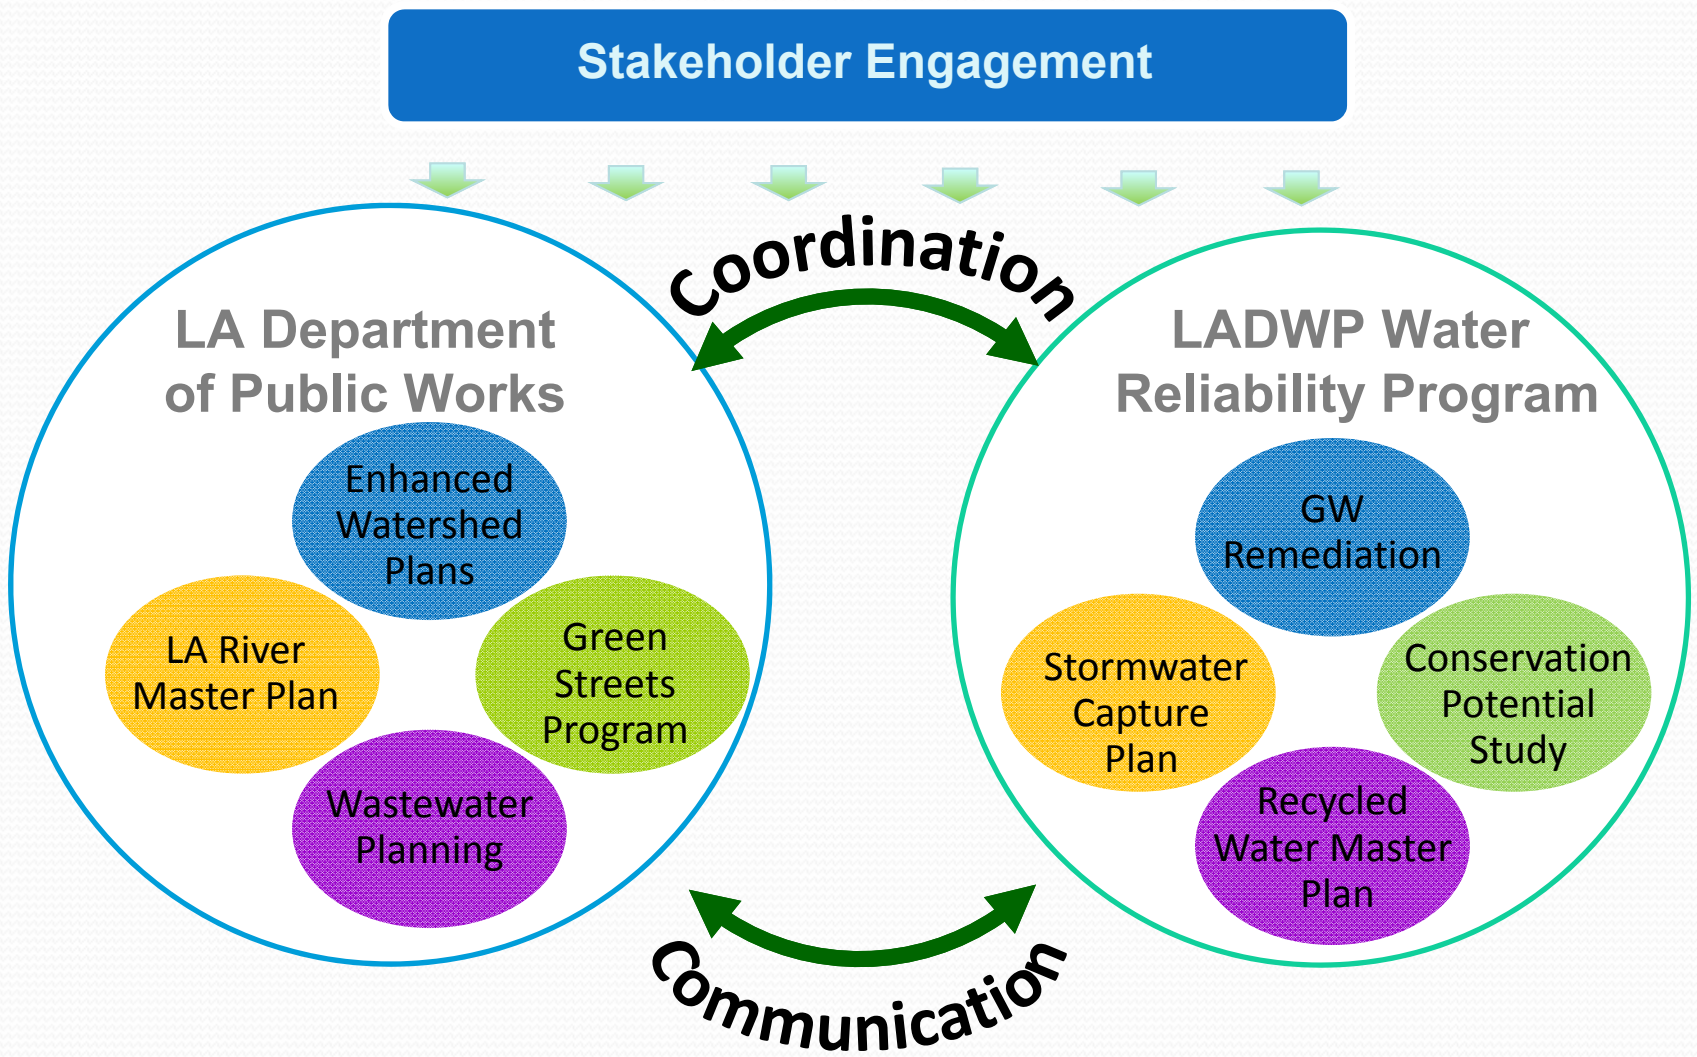 Stakeholder Engagement
Coordination
LA Department
of Public Works
Enhanced
Watershed
Plans
LA River
Master Plan
Green
Streets
Program
Wastewater
Planning
LADWP Water
Reliability Program
GW
Remediation
Stormwater
Capture
Plan
Conservation
Potential
Study
Recycled
Water Master
Plan
Communication